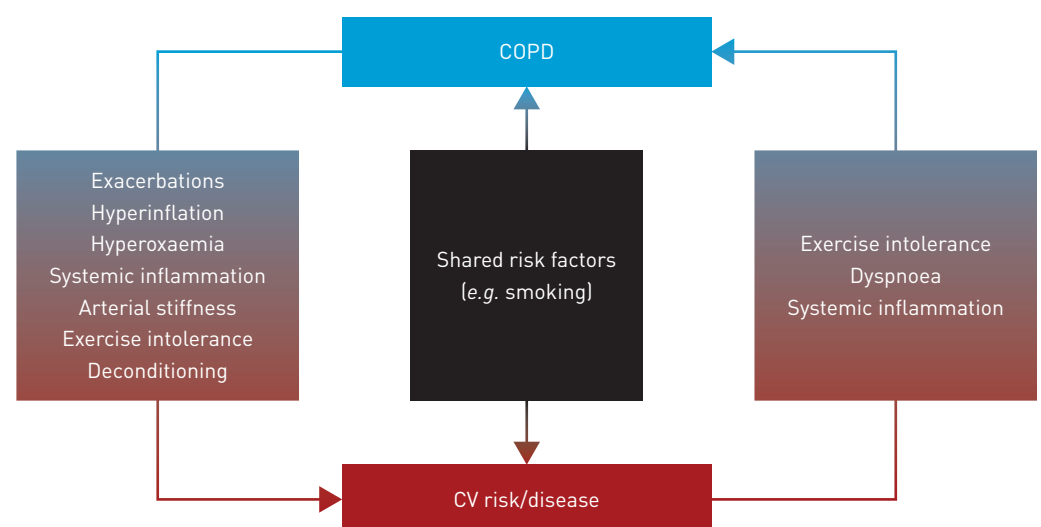 COPD
Exacerbations
Hyperinflation
Hyperoxaemia
Systemic inflammation
Arterial stiffness
Exercise intolerance
Deconditioning
Shared risk factors
(e.g. smoking)
Exercise intolerance
Dyspnoea
Systemic inflammation
CV risk/disease